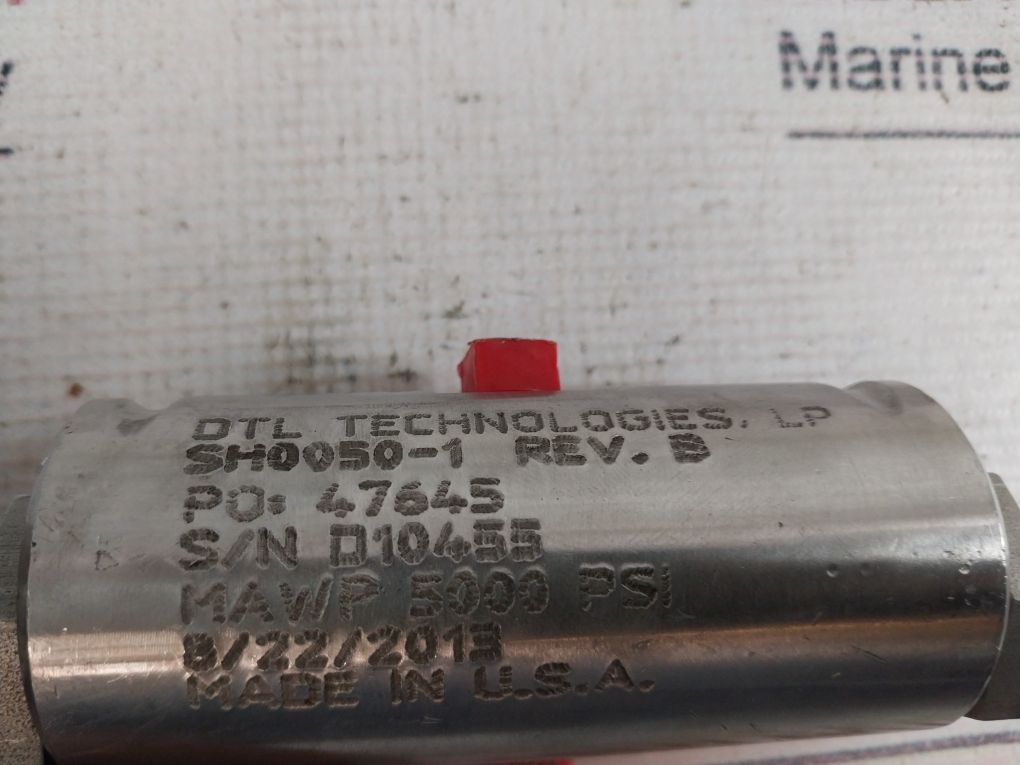 Marine
DTL TECHNOLOGIES, LP
SH0050-1 REV. B
PO: 47645
S/N D10455
MAWP 5000 PSI
8/22/2013
MADE IN U.S.A.